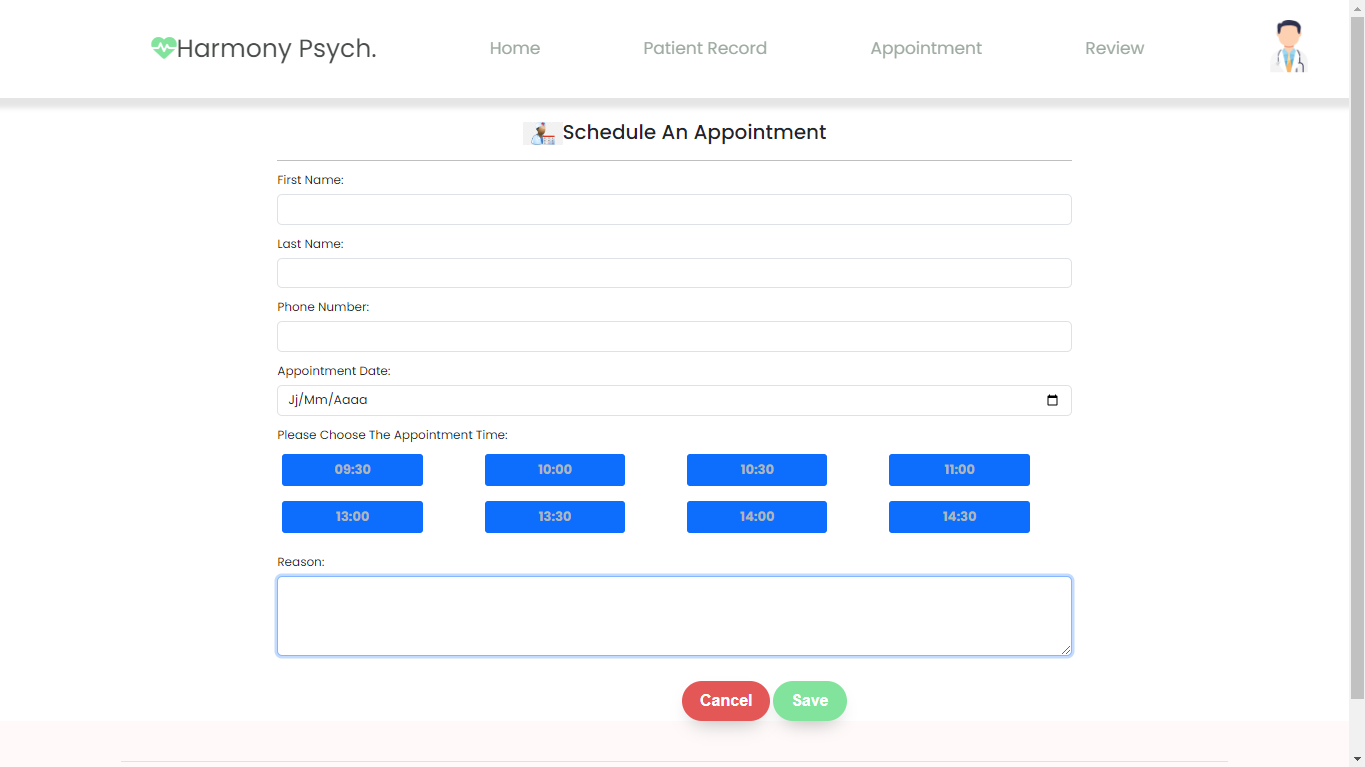 Harmony Psych. Home Patient Record Appointment Review
Schedule An Appointment
First Name:
Last Name:
Phone Number:
Appointment Date:
Jj/Mm/Aaaa
Please Choose The Appointment Time:
09:30 10:00 10:30 11:00
13:00 13:30 14:00 14:30
Reason:
Cancel Save